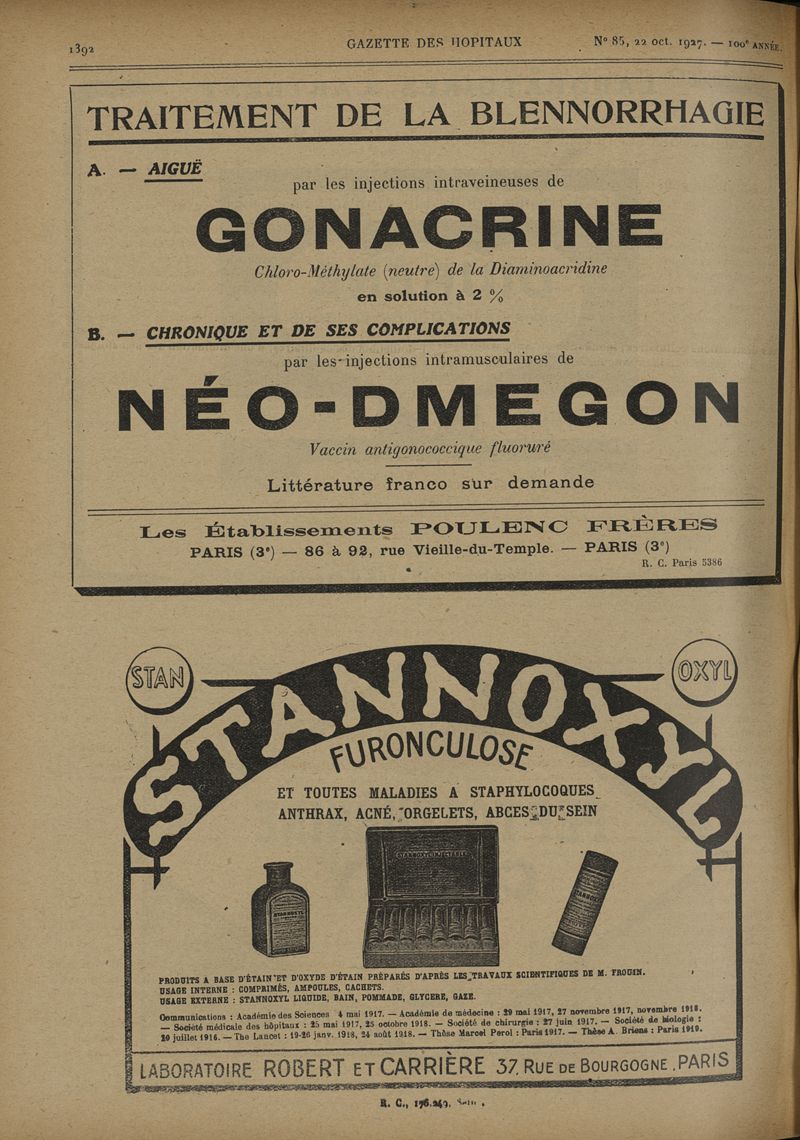 1392
GAZETTE DES HOPITAUX
N° 85, 22 OCT. 1927. — 100e ANNÉE.
TRAITEMENT DE LA BLENNORRHAGIE
A. — AIGUË
par les injections intraveineuses de
GONACRINE
Chloro-Méthylate (neutre) de la Diaminoacridine
en solution à 2 %
B. — CHRONIQUE ET DE SES COMPLICATIONS
par les injections intramusculaires de
NÉO-DMEGON
Vaccin antigonococcique fluoruré
Littérature franco sur demande
Les Établissements POULENC FRÈRES
PARIS (3e) — 86 à 92, rue Vieille-du-Temple. — PARIS (3e)
R. C. Paris 5386
STAN
OXYL
STANNOXYL
FURONCULOSE
ET TOUTES MALADIES A STAPHYLOCOQUES
ANTHRAX, ACNÉ, ORGELETS, ABCES DU SEIN
STANNOXYL INJECTABLE
STANNOXYL
STANNOXYL
PRODUITS A BASE D'ÉTAIN ET D'OXYDE D'ÉTAIN PRÉPARÉS D'APRÈS LES TRAVAUX SCIENTIFIQUES DE M. FROUIN.
USAGE INTERNE : COMPRIMÉS, AMPOULES, CACHETS.
USAGE EXTERNE : STANNOXYL LIQUIDE, BAIN, POMMADE, GLYCERE, GAZE.
Communications : Académie des Sciences 4 mai 1917. — Académie de médecine : 29 mai 1917, 27 novembre 1917, novembre 1918.
— Société médicale des hôpitaux : 25 mai 1917, 25 octobre 1918. — Société de chirurgie : 27 juin 1917. — Société de biologie :
20 juillet 1916. — The Lancet : 19-26 janv. 1918, 24 août 1918. — Thèse Marcel Perol : Paris 1917. — Thèse A. Briens : Paris 1919.
LABORATOIRE ROBERT ET CARRIÈRE 37, RUE DE BOURGOGNE, PARIS
R. C., 176.249,